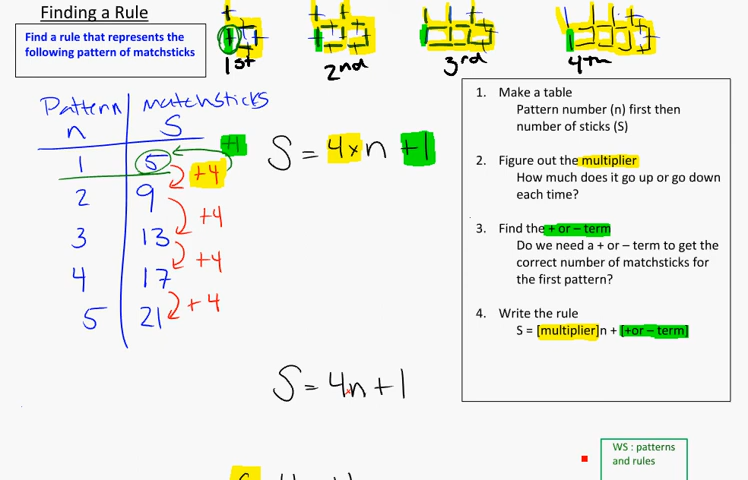 Finding a Rule
Find a rule that represents the
following pattern of matchsticks
1st
2nd
3rd
4th
Pattern matchsticks
n S
1 5 +1
+4
2 9
+4
3 13
+4
4 17
+4
5 21
S = 4×n +1
S = 4×n+1
1. Make a table
Pattern number (n) first then
number of sticks (S)
2. Figure out the multiplier
How much does it go up or go down
each time?
3. Find the + or – term
Do we need a + or – term to get the
correct number of matchsticks for
the first pattern?
4. Write the rule
S = [multiplier]n + [+or – term]
WS : patterns
and rules